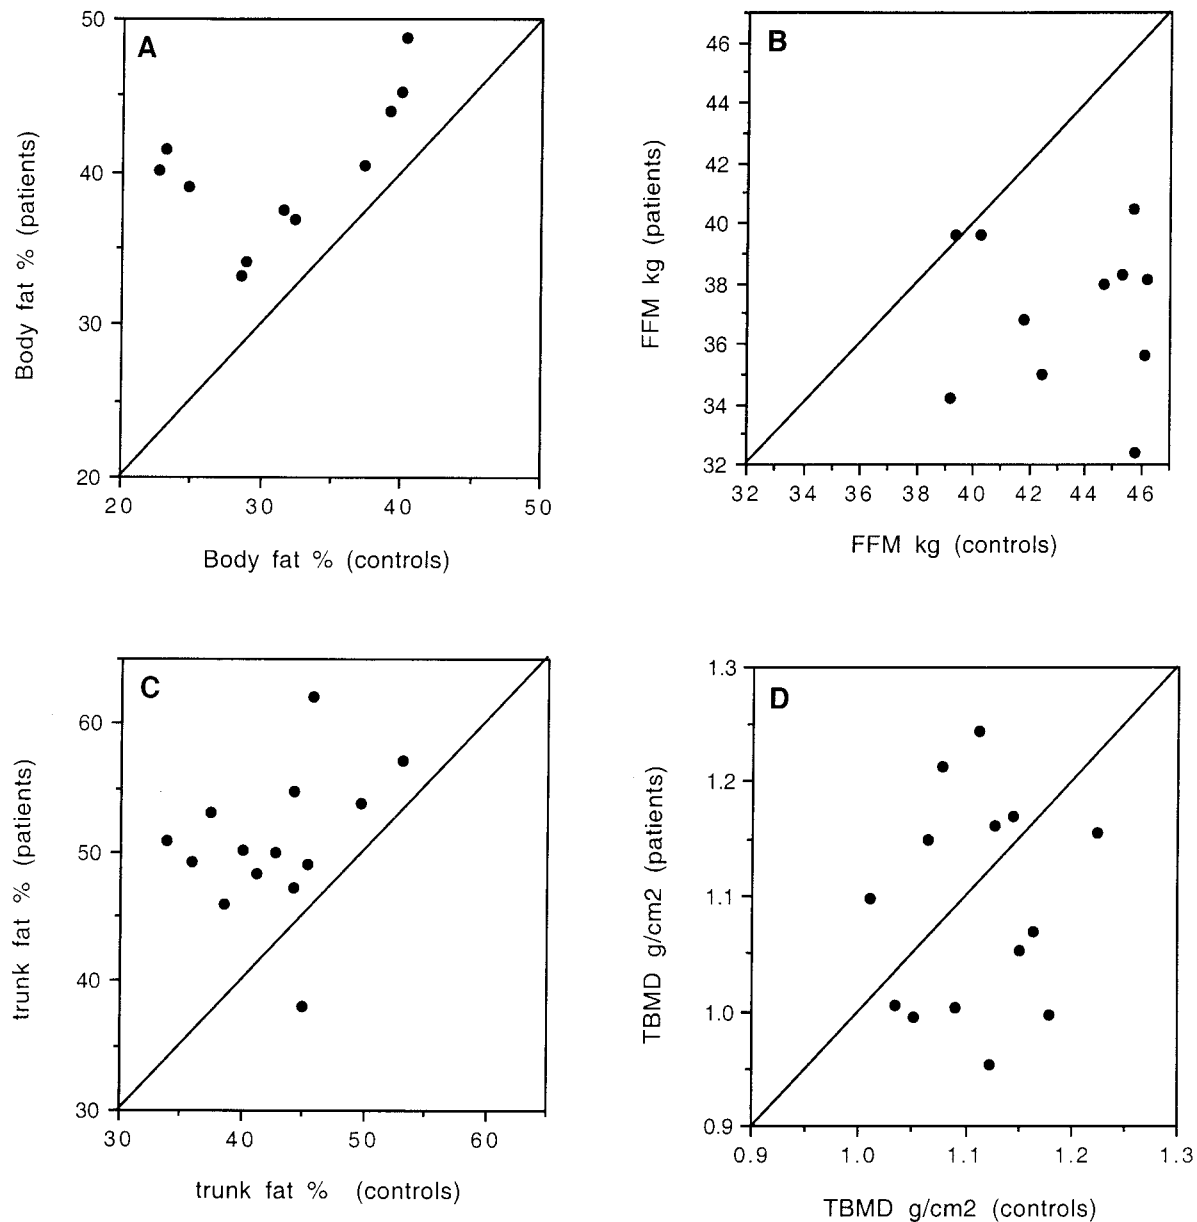 A
50
40
30
20
20 30 40 50
Body fat % (patients)
Body fat % (controls)
B
46
44
42
40
38
36
34
32
32 34 36 38 40 42 44 46
FFM kg (patients)
FFM kg (controls)
C
60
50
40
30
30 40 50 60
trunk fat % (patients)
trunk fat % (controls)
D
1.3
1.2
1.1
1.0
0.9
0.9 1.0 1.1 1.2 1.3
TBMD g/cm2 (patients)
TBMD g/cm2 (controls)